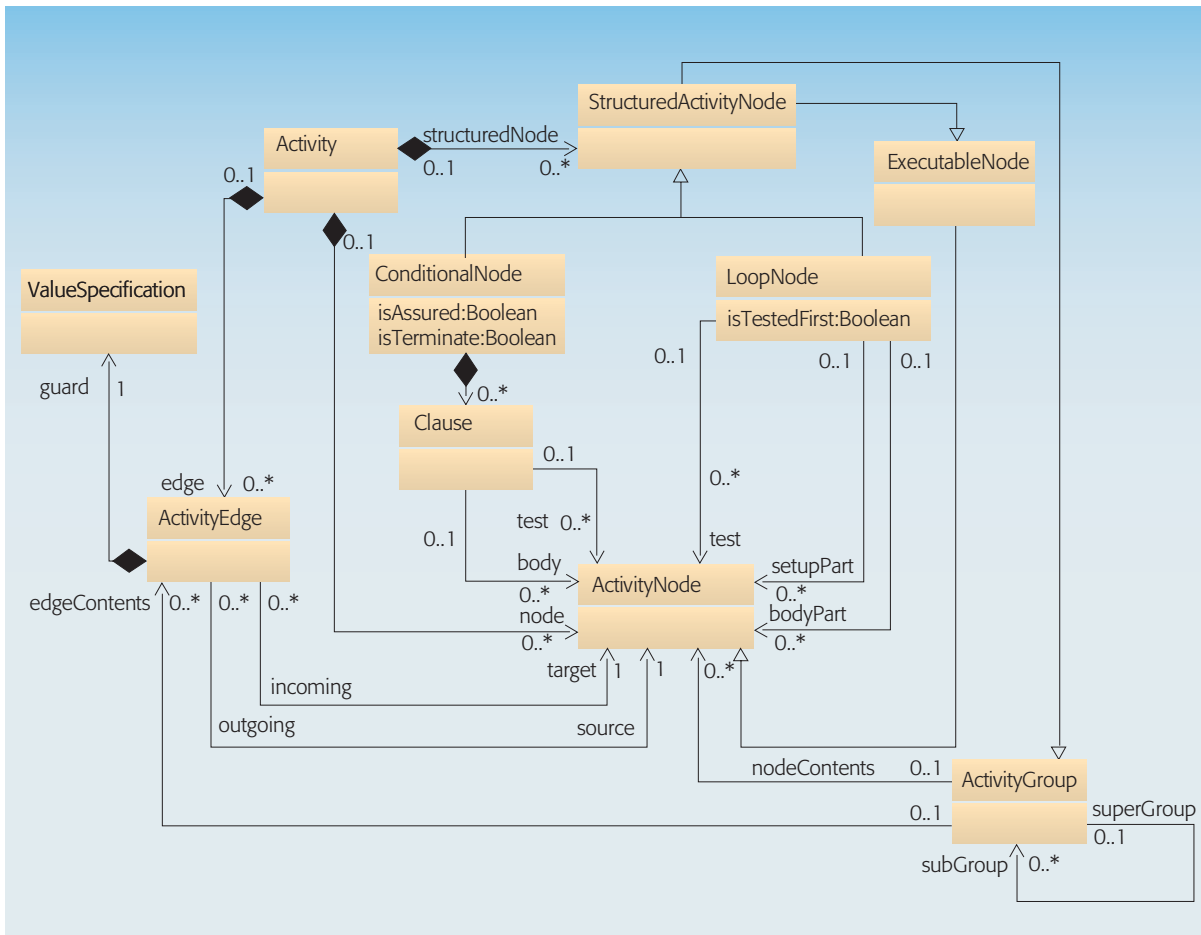 StructuredActivityNode
Activity
structuredNode
0..1
0..*
ExecutableNode
0..1
0..1
ConditionalNode
isAssured:Boolean
isTerminate:Boolean
LoopNode
isTestedFirst:Boolean
ValueSpecification
guard
1
0..*
0..1
0..1
0..1
Clause
0..1
0..*
edge
0..*
ActivityEdge
0..1
test
0..*
test
body
0..*
ActivityNode
setupPart
0..*
edgeContents
0..*
0..*
0..*
node
0..*
bodyPart
0..*
target
1
1
0..*
incoming
outgoing
source
nodeContents
0..1
ActivityGroup
0..1
superGroup
0..1
subGroup
0..*